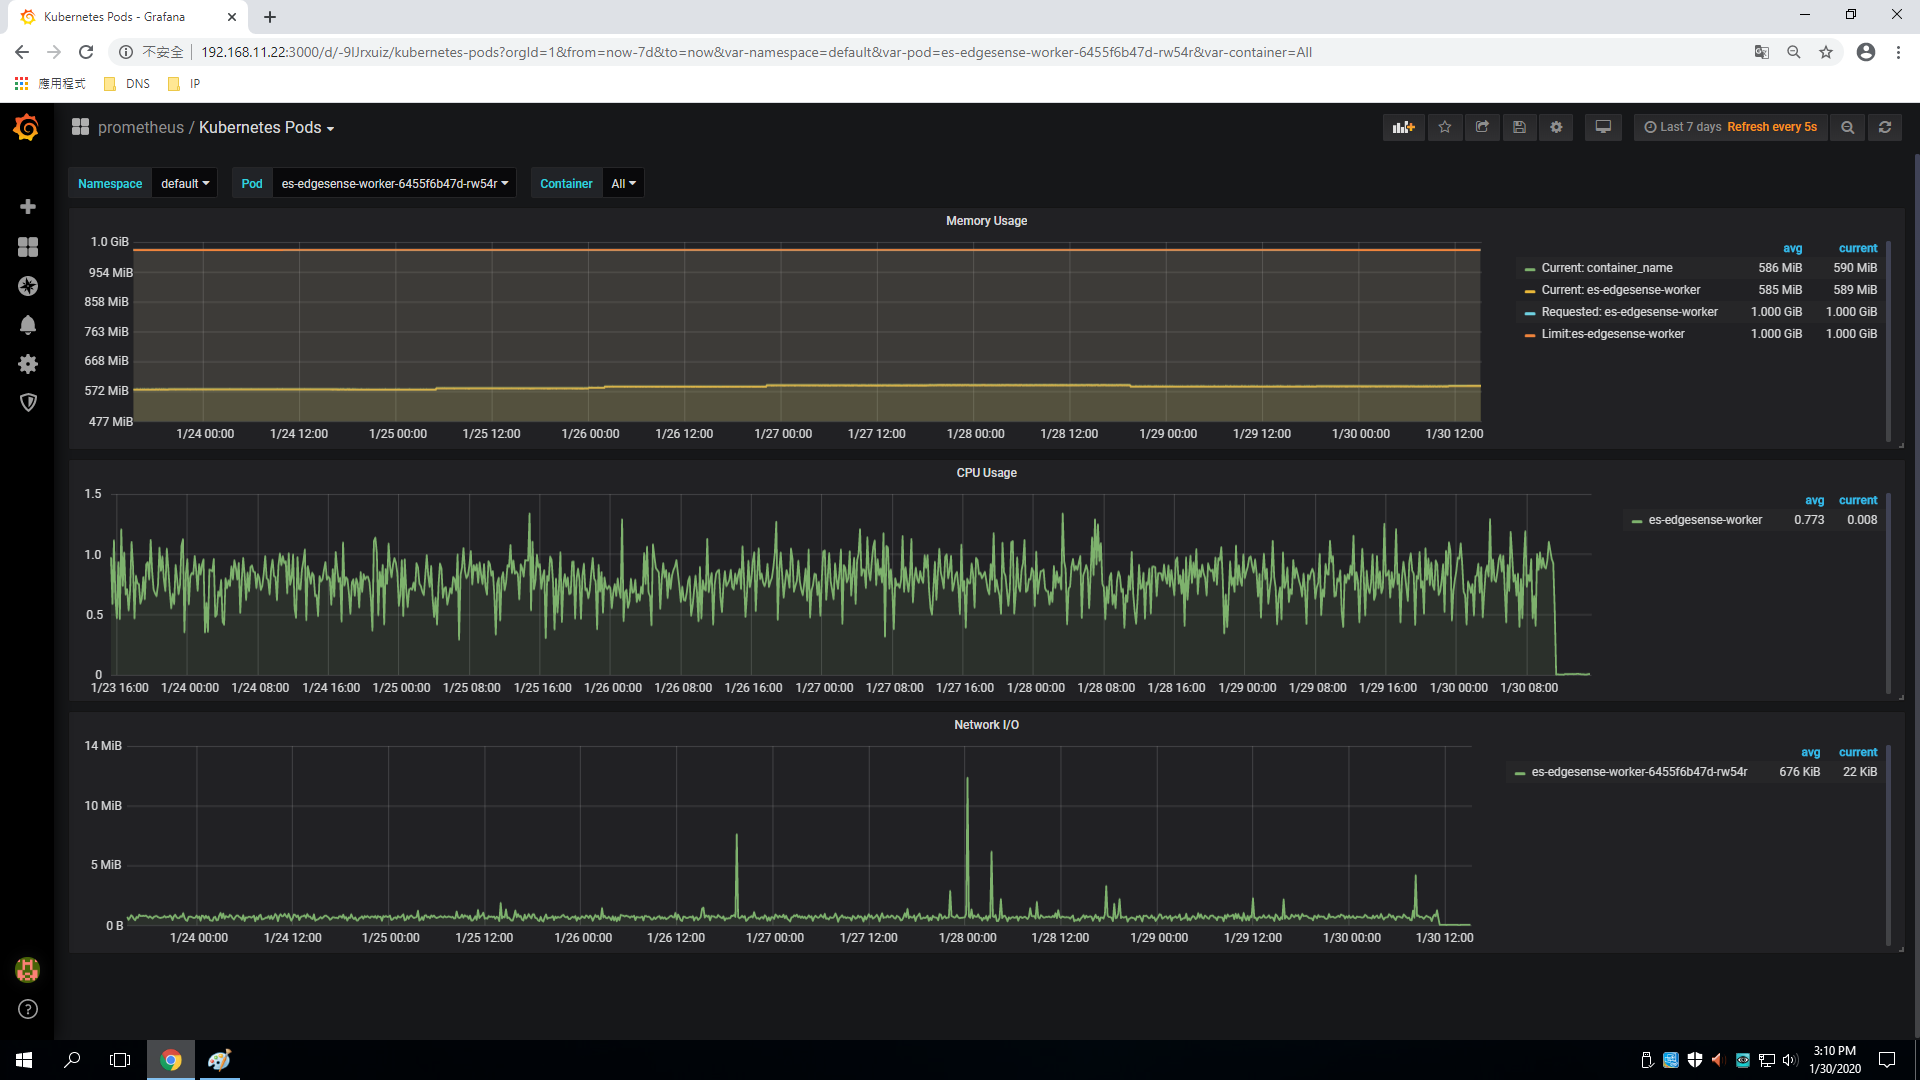 Kubernetes Pods - Grafana
不安全 192.168.11.22:3000/d/-9IJrxuiz/kubernetes-pods?orgId=1&from=now-7d&to=now&var-namespace=default&var-pod=es-edgesense-worker-6455f6b47d-rw54r&var-container=All
應用程式 DNS IP
prometheus / Kubernetes Pods
Last 7 days Refresh every 5s
Namespace default Pod es-edgesense-worker-6455f6b47d-rw54r Container All
Memory Usage
1.0 GiB
954 MiB
858 MiB
763 MiB
668 MiB
572 MiB
477 MiB
1/24 00:00 1/24 12:00 1/25 00:00 1/25 12:00 1/26 00:00 1/26 12:00 1/27 00:00 1/27 12:00 1/28 00:00 1/28 12:00 1/29 00:00 1/29 12:00 1/30 00:00 1/30 12:00
avg current
Current: container_name 586 MiB 590 MiB
Current: es-edgesense-worker 585 MiB 589 MiB
Requested: es-edgesense-worker 1.000 GiB 1.000 GiB
Limit:es-edgesense-worker 1.000 GiB 1.000 GiB
CPU Usage
1.5
1.0
0.5
0
1/23 16:00 1/24 00:00 1/24 08:00 1/24 16:00 1/25 00:00 1/25 08:00 1/25 16:00 1/26 00:00 1/26 08:00 1/26 16:00 1/27 00:00 1/27 08:00 1/27 16:00 1/28 00:00 1/28 08:00 1/28 16:00 1/29 00:00 1/29 08:00 1/29 16:00 1/30 00:00 1/30 08:00
avg current
es-edgesense-worker 0.773 0.008
Network I/O
14 MiB
10 MiB
5 MiB
0 B
1/24 00:00 1/24 12:00 1/25 00:00 1/25 12:00 1/26 00:00 1/26 12:00 1/27 00:00 1/27 12:00 1/28 00:00 1/28 12:00 1/29 00:00 1/29 12:00 1/30 00:00 1/30 12:00
avg current
es-edgesense-worker-6455f6b47d-rw54r 676 KiB 22 KiB
3:10 PM
1/30/2020